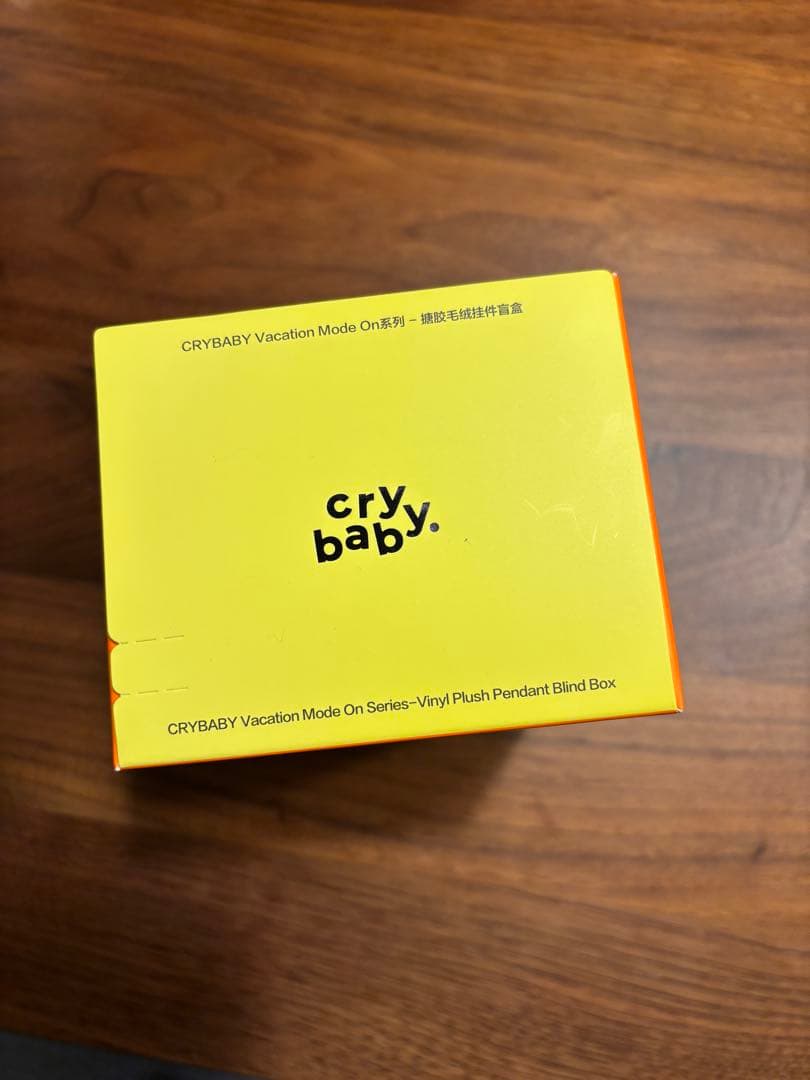 CRYBABY Vacation Mode On系列 - 搪胶毛绒挂件盲盒
cry
baby.
CRYBABY Vacation Mode On Series-Vinyl Plush Pendant Blind Box